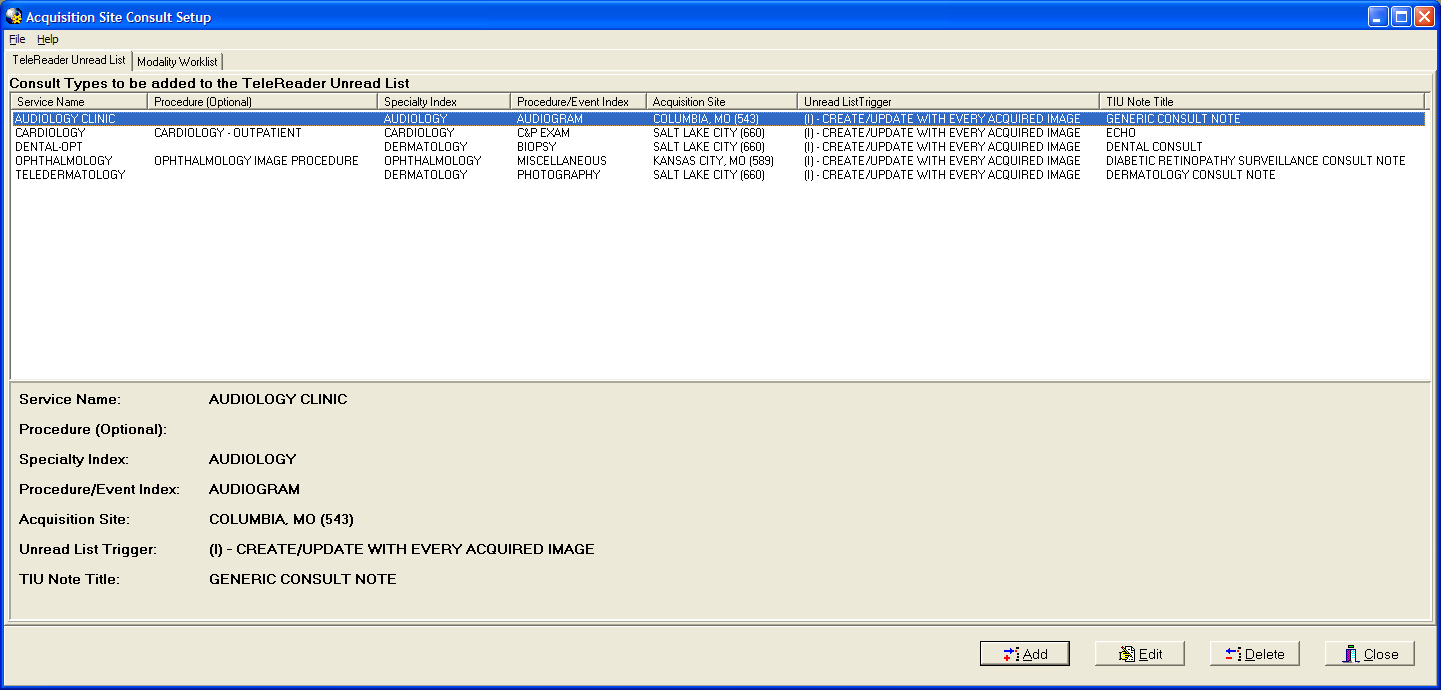 Acquisition Site Consult Setup
File Help
TeleReader Unread List Modality Worklist
Consult Types to be added to the TeleReader Unread List
Service Name Procedure (Optional) Specialty Index Procedure/Event Index Acquisition Site Unread ListTrigger TIU Note Title
AUDIOLOGY CLINIC AUDIOLOGY AUDIOGRAM COLUMBIA, MO (543) (I) - CREATE/UPDATE WITH EVERY ACQUIRED IMAGE GENERIC CONSULT NOTE
CARDIOLOGY CARDIOLOGY - OUTPATIENT CARDIOLOGY C&P EXAM SALT LAKE CITY (660) (I) - CREATE/UPDATE WITH EVERY ACQUIRED IMAGE ECHO
DENTAL-OPT DERMATOLOGY BIOPSY SALT LAKE CITY (660) (I) - CREATE/UPDATE WITH EVERY ACQUIRED IMAGE DENTAL CONSULT
OPHTHALMOLOGY OPHTHALMOLOGY IMAGE PROCEDURE OPHTHALMOLOGY MISCELLANEOUS KANSAS CITY, MO (589) (I) - CREATE/UPDATE WITH EVERY ACQUIRED IMAGE DIABETIC RETINOPATHY SURVEILLANCE CONSULT NOTE
TELEDERMATOLOGY DERMATOLOGY PHOTOGRAPHY SALT LAKE CITY (660) (I) - CREATE/UPDATE WITH EVERY ACQUIRED IMAGE DERMATOLOGY CONSULT NOTE
Service Name: AUDIOLOGY CLINIC
Procedure (Optional):
Specialty Index: AUDIOLOGY
Procedure/Event Index: AUDIOGRAM
Acquisition Site: COLUMBIA, MO (543)
Unread List Trigger: (I) - CREATE/UPDATE WITH EVERY ACQUIRED IMAGE
TIU Note Title: GENERIC CONSULT NOTE
Add Edit Delete Close